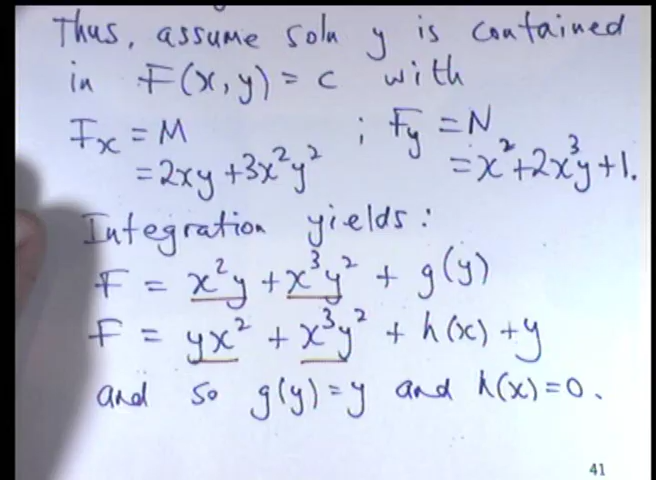 Thus, assume soln y is contained
in F(x,y) = c with
Fx = M ; Fy = N
= 2xy + 3x²y² = x² + 2x³y + 1.
Integration yields:
F = x²y + x³y² + g(y)
F = yx² + x³y² + h(x) + y
and so g(y) = y and h(x) = 0.
41